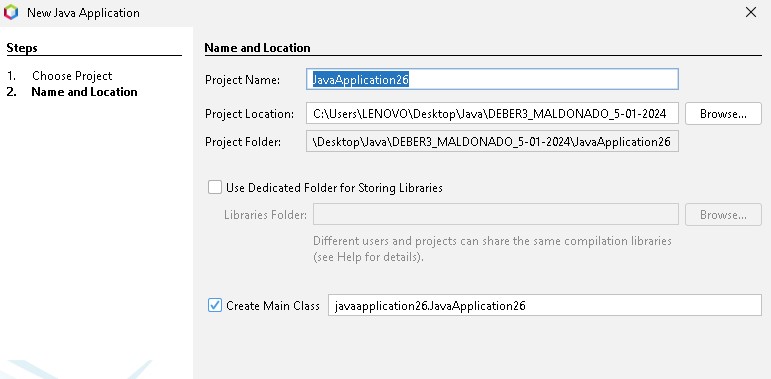 New Java Application
Steps
1. Choose Project
2. Name and Location
Name and Location
Project Name: JavaApplication26
Project Location: C:\Users\LENOVO\Desktop\Java\DEBER3_MALDONADO_5-01-2024 Browse...
Project Folder: \Desktop\Java\DEBER3_MALDONADO_5-01-2024\JavaApplication26
Use Dedicated Folder for Storing Libraries
Libraries Folder: Browse...
Different users and projects can share the same compilation libraries
(see Help for details).
Create Main Class javaapplication26.JavaApplication26